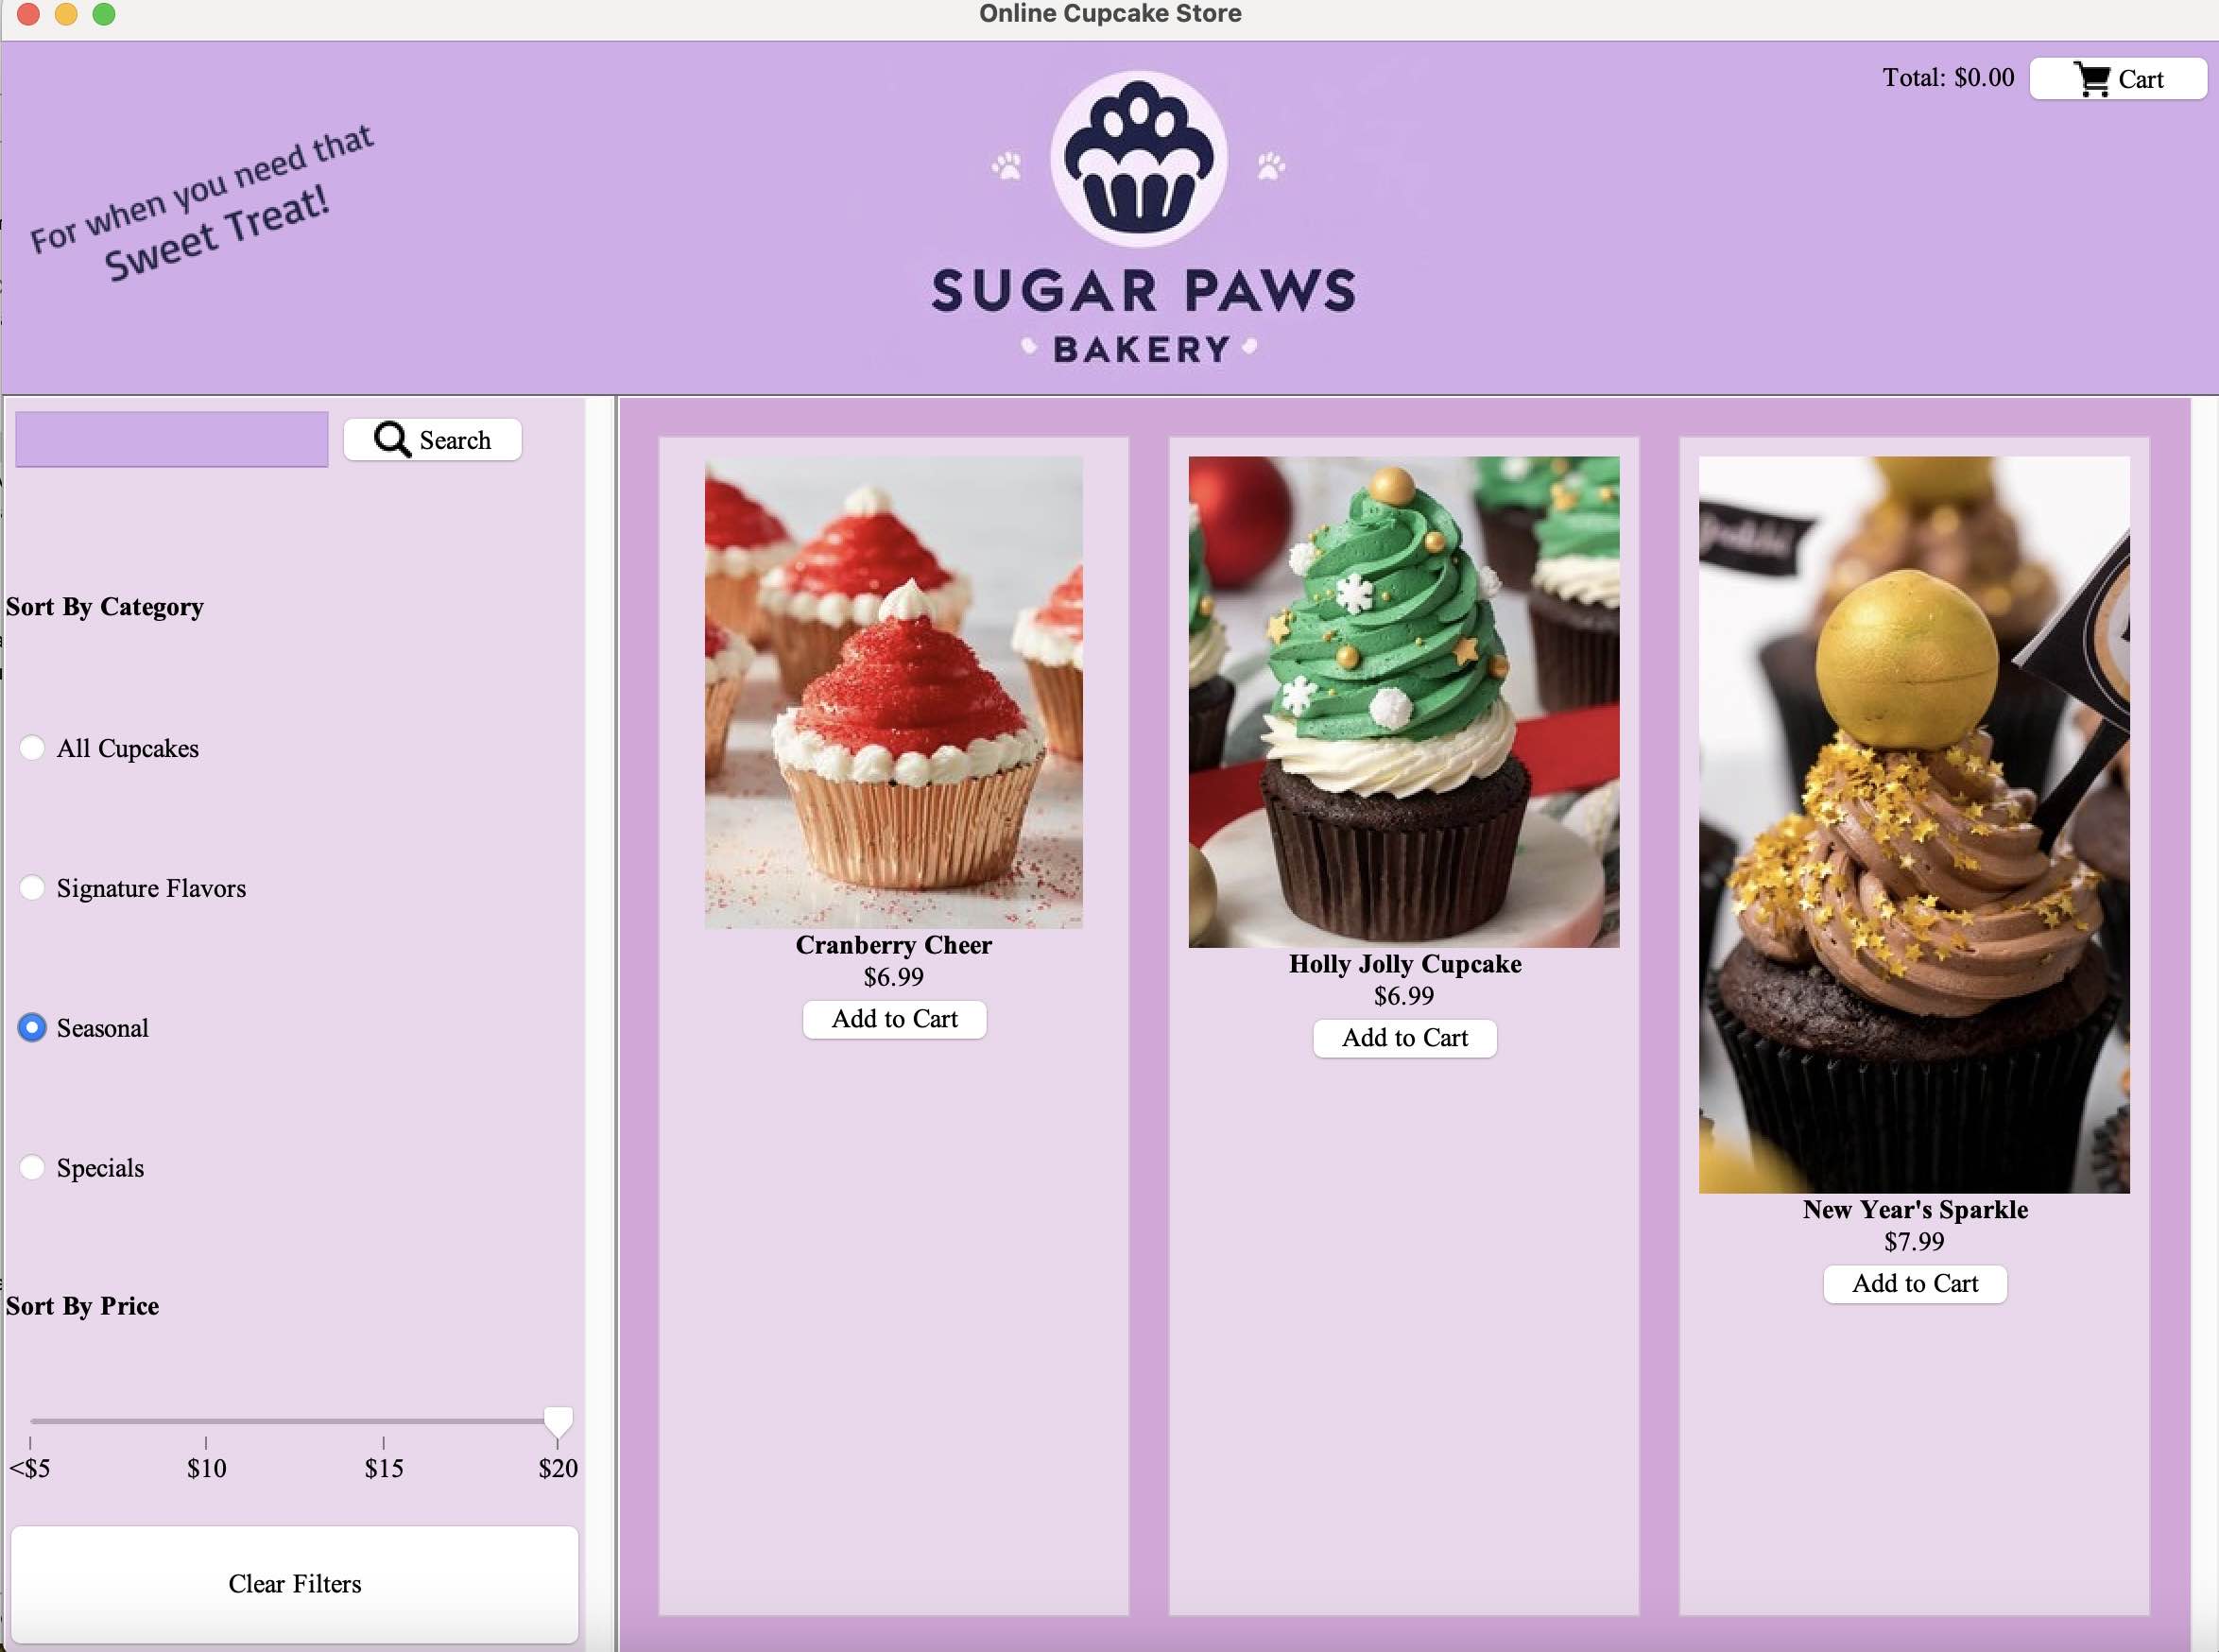 Online Cupcake Store
Total: $0.00
Cart
For when you need that
Sweet Treat!
SUGAR PAWS
BAKERY
Search
Sort By Category
All Cupcakes
Signature Flavors
Seasonal
Specials
Sort By Price
<$5 $10 $15 $20
Clear Filters
Cranberry Cheer
$6.99
Add to Cart
Holly Jolly Cupcake
$6.99
Add to Cart
New Year's Sparkle
$7.99
Add to Cart